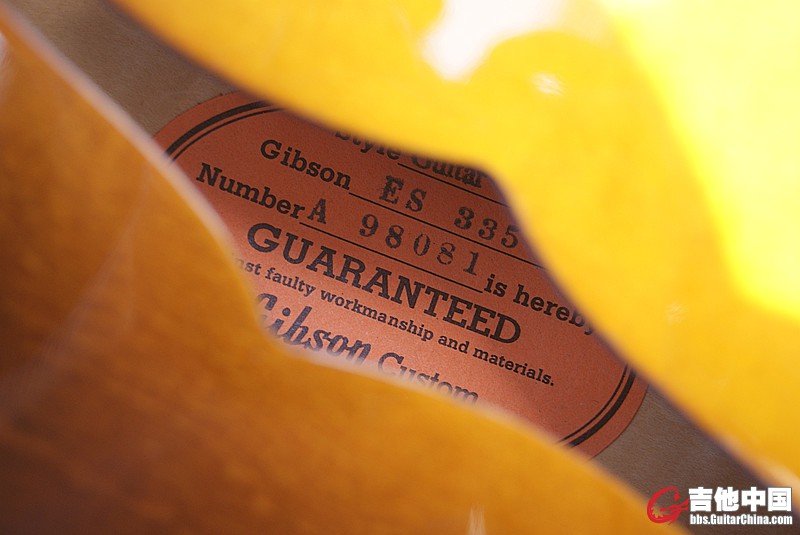 Style Guitar
Gibson ES 335
Number A 98081 is hereby
GUARANTEED
faulty workmanship and materials.
Gibson Custom
吉他中国
bbs.GuitarChina.com